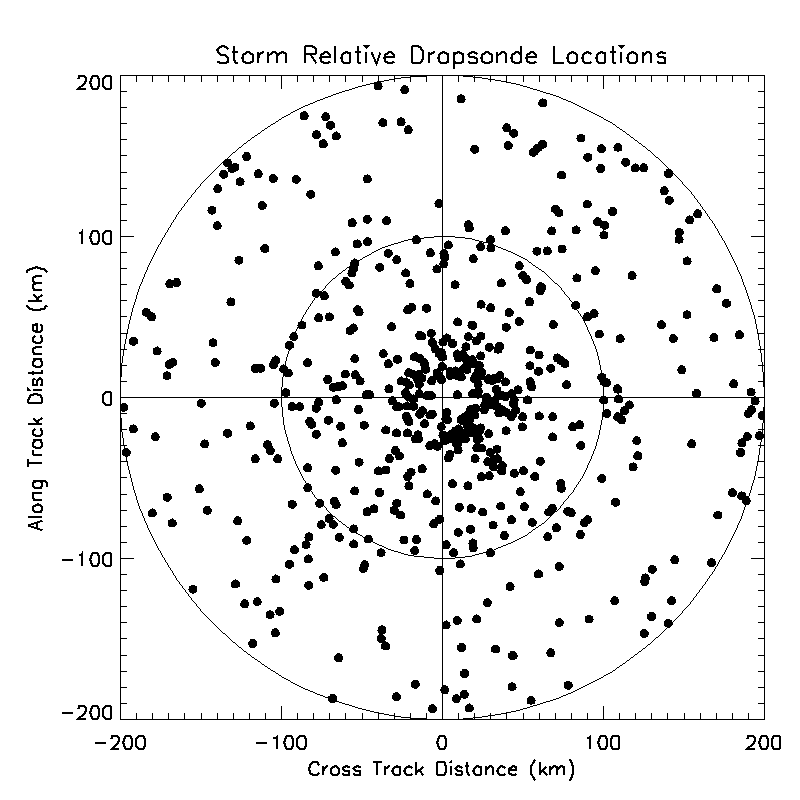 Storm Relative Dropsonde Locations
200
100
0
-100
-200
Along Track Distance (km)
-200 -100 0 100 200
Cross Track Distance (km)